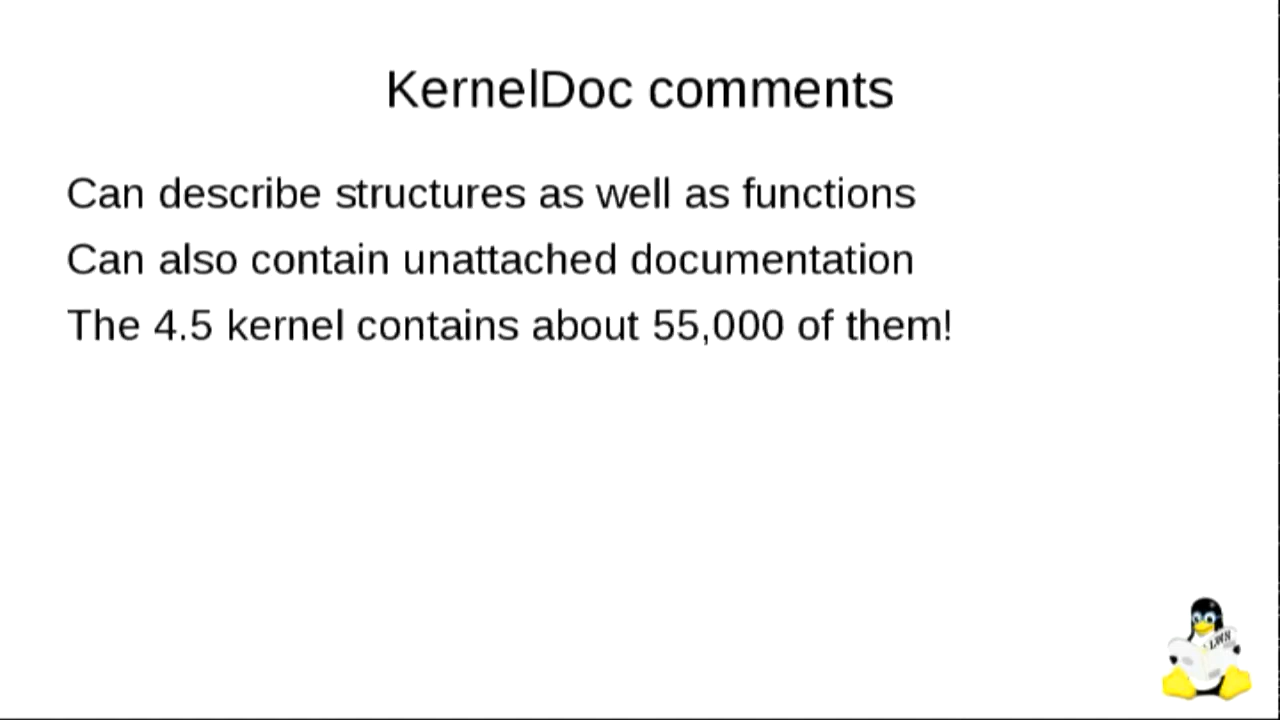 KernelDoc comments
Can describe structures as well as functions
Can also contain unattached documentation
The 4.5 kernel contains about 55,000 of them!
LWN